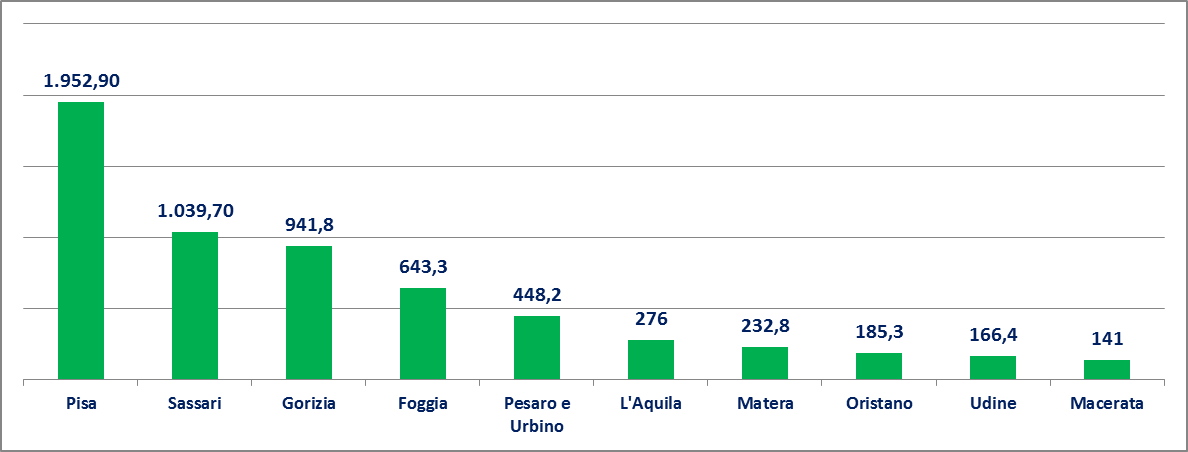 1.952,90
1.039,70
941,8
643,3
448,2
276
232,8
185,3
166,4
141
Pisa
Sassari
Gorizia
Foggia
Pesaro e
Urbino
L'Aquila
Matera
Oristano
Udine
Macerata